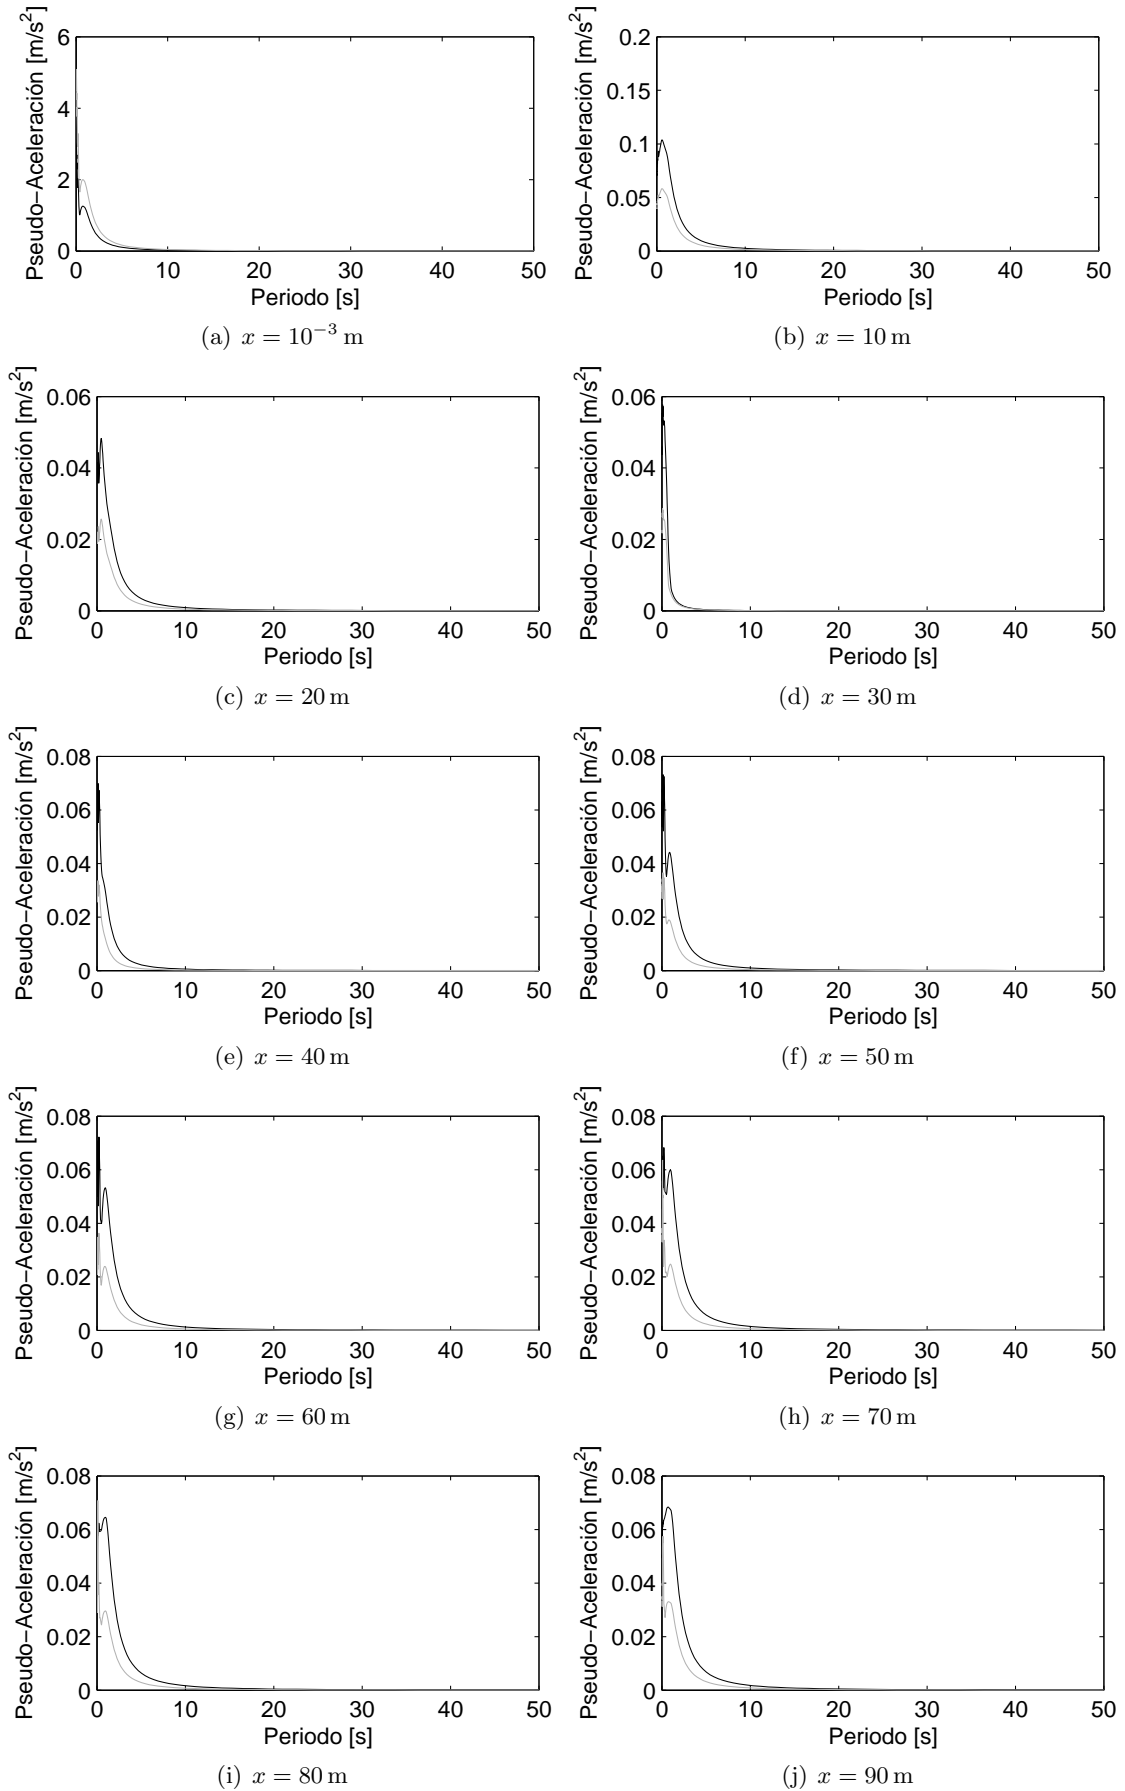 Pseudo−Aceleración [m/s²]
6
4
2
0
0 10 20 30 40 50
Periodo [s]
(a) x = 10⁻³ m
Pseudo−Aceleración [m/s²]
0.2
0.15
0.1
0.05
0
0 10 20 30 40 50
Periodo [s]
(b) x = 10 m
Pseudo−Aceleración [m/s²]
0.06
0.04
0.02
0
0 10 20 30 40 50
Periodo [s]
(c) x = 20 m
Pseudo−Aceleración [m/s²]
0.06
0.04
0.02
0
0 10 20 30 40 50
Periodo [s]
(d) x = 30 m
Pseudo−Aceleración [m/s²]
0.08
0.06
0.04
0.02
0
0 10 20 30 40 50
Periodo [s]
(e) x = 40 m
Pseudo−Aceleración [m/s²]
0.08
0.06
0.04
0.02
0
0 10 20 30 40 50
Periodo [s]
(f) x = 50 m
Pseudo−Aceleración [m/s²]
0.08
0.06
0.04
0.02
0
0 10 20 30 40 50
Periodo [s]
(g) x = 60 m
Pseudo−Aceleración [m/s²]
0.08
0.06
0.04
0.02
0
0 10 20 30 40 50
Periodo [s]
(h) x = 70 m
Pseudo−Aceleración [m/s²]
0.08
0.06
0.04
0.02
0
0 10 20 30 40 50
Periodo [s]
(i) x = 80 m
Pseudo−Aceleración [m/s²]
0.08
0.06
0.04
0.02
0
0 10 20 30 40 50
Periodo [s]
(j) x = 90 m